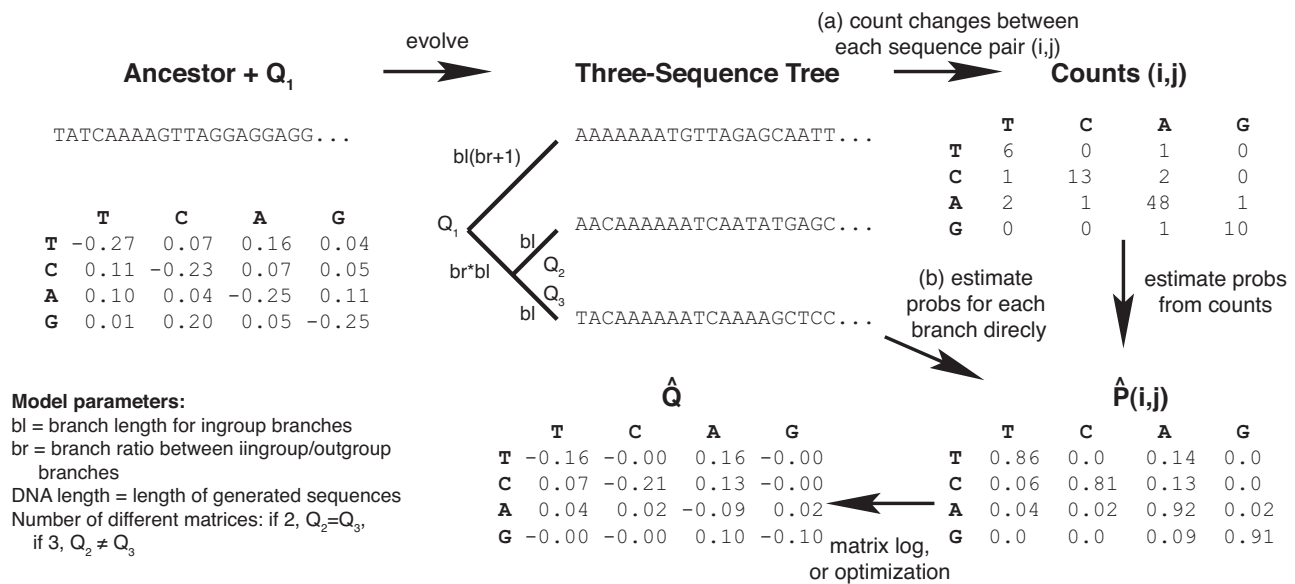 (a) count changes between
each sequence pair (i,j)
evolve
Ancestor + Q1
Three-Sequence Tree
Counts (i,j)
TATCAAAAGTTAGGAGGAGG...
AAAAAAATGTTAGAGCAATT...
bl(br+1)
T C A G
T 6 0 1 0
C 1 13 2 0
A 2 1 48 1
G 0 0 1 10
T C A G
T -0.27 0.07 0.16 0.04
C 0.11 -0.23 0.07 0.05
A 0.10 0.04 -0.25 0.11
G 0.01 0.20 0.05 -0.25
Q1
AACAAAAAATCAATATGAGC...
bl
Q2
br*bl
Q3
bl
TACAAAAAATCAAAAGCTCC...
(b) estimate
probs for each
branch direcly
estimate probs
from counts
Model parameters:
bl = branch length for ingroup branches
br = branch ratio between iingroup/outgroup
branches
DNA length = length of generated sequences
Number of different matrices: if 2, Q2=Q3,
if 3, Q2 ≠ Q3
Q̂
T C A G
T -0.16 -0.00 0.16 -0.00
C 0.07 -0.21 0.13 -0.00
A 0.04 0.02 -0.09 0.02
G -0.00 -0.00 0.10 -0.10
matrix log,
or optimization
P̂(i,j)
T C A G
T 0.86 0.0 0.14 0.0
C 0.06 0.81 0.13 0.0
A 0.04 0.02 0.92 0.02
G 0.0 0.0 0.09 0.91